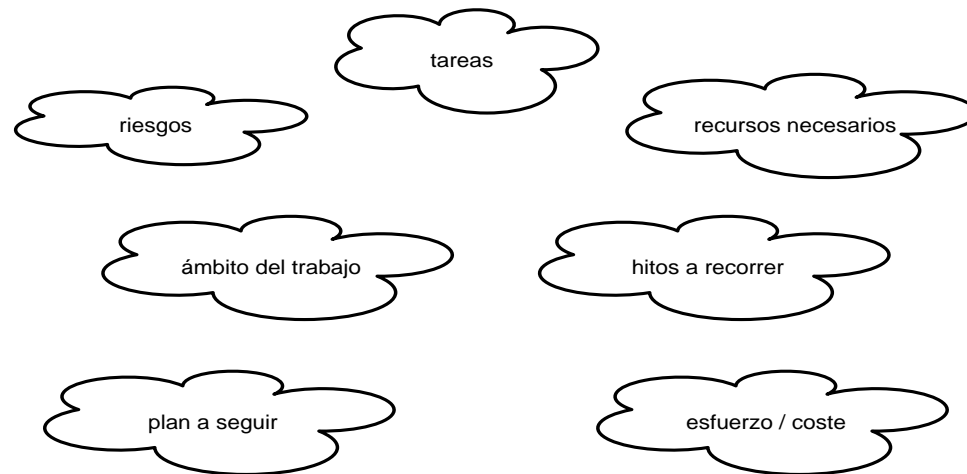 tareas
riesgos
recursos necesarios
ámbito del trabajo
hitos a recorrer
plan a seguir
esfuerzo / coste